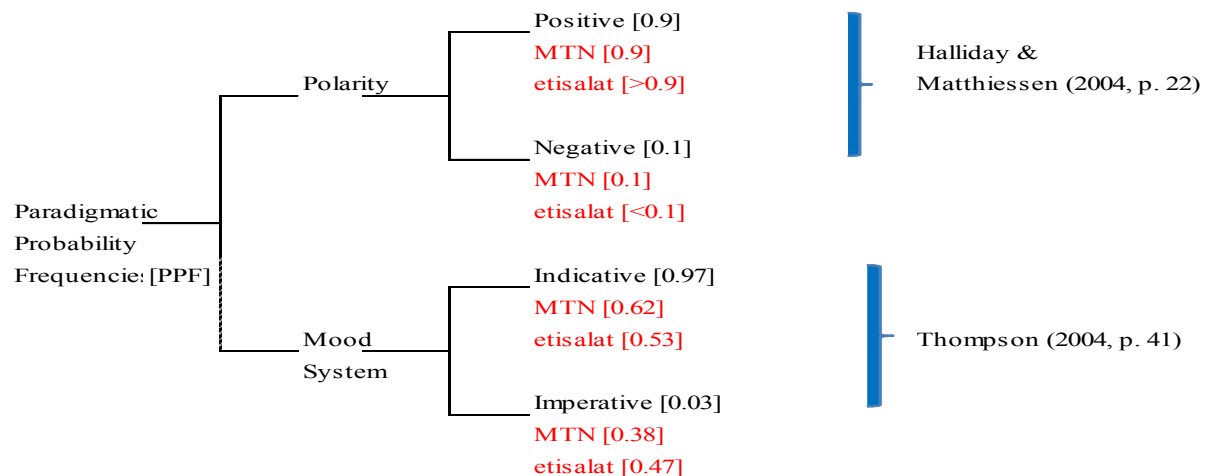 Positive [0.9]
MTN [0.9]
etisalat [>0.9]
Polarity
Halliday &
Matthiessen (2004, p. 22)
Negative [0.1]
MTN [0.1]
etisalat [<0.1]
Paradigmatic
Probability
Frequencies [PPF]
Indicative [0.97]
MTN [0.62]
etisalat [0.53]
Mood
System
Thompson (2004, p. 41)
Imperative [0.03]
MTN [0.38]
etisalat [0.47]